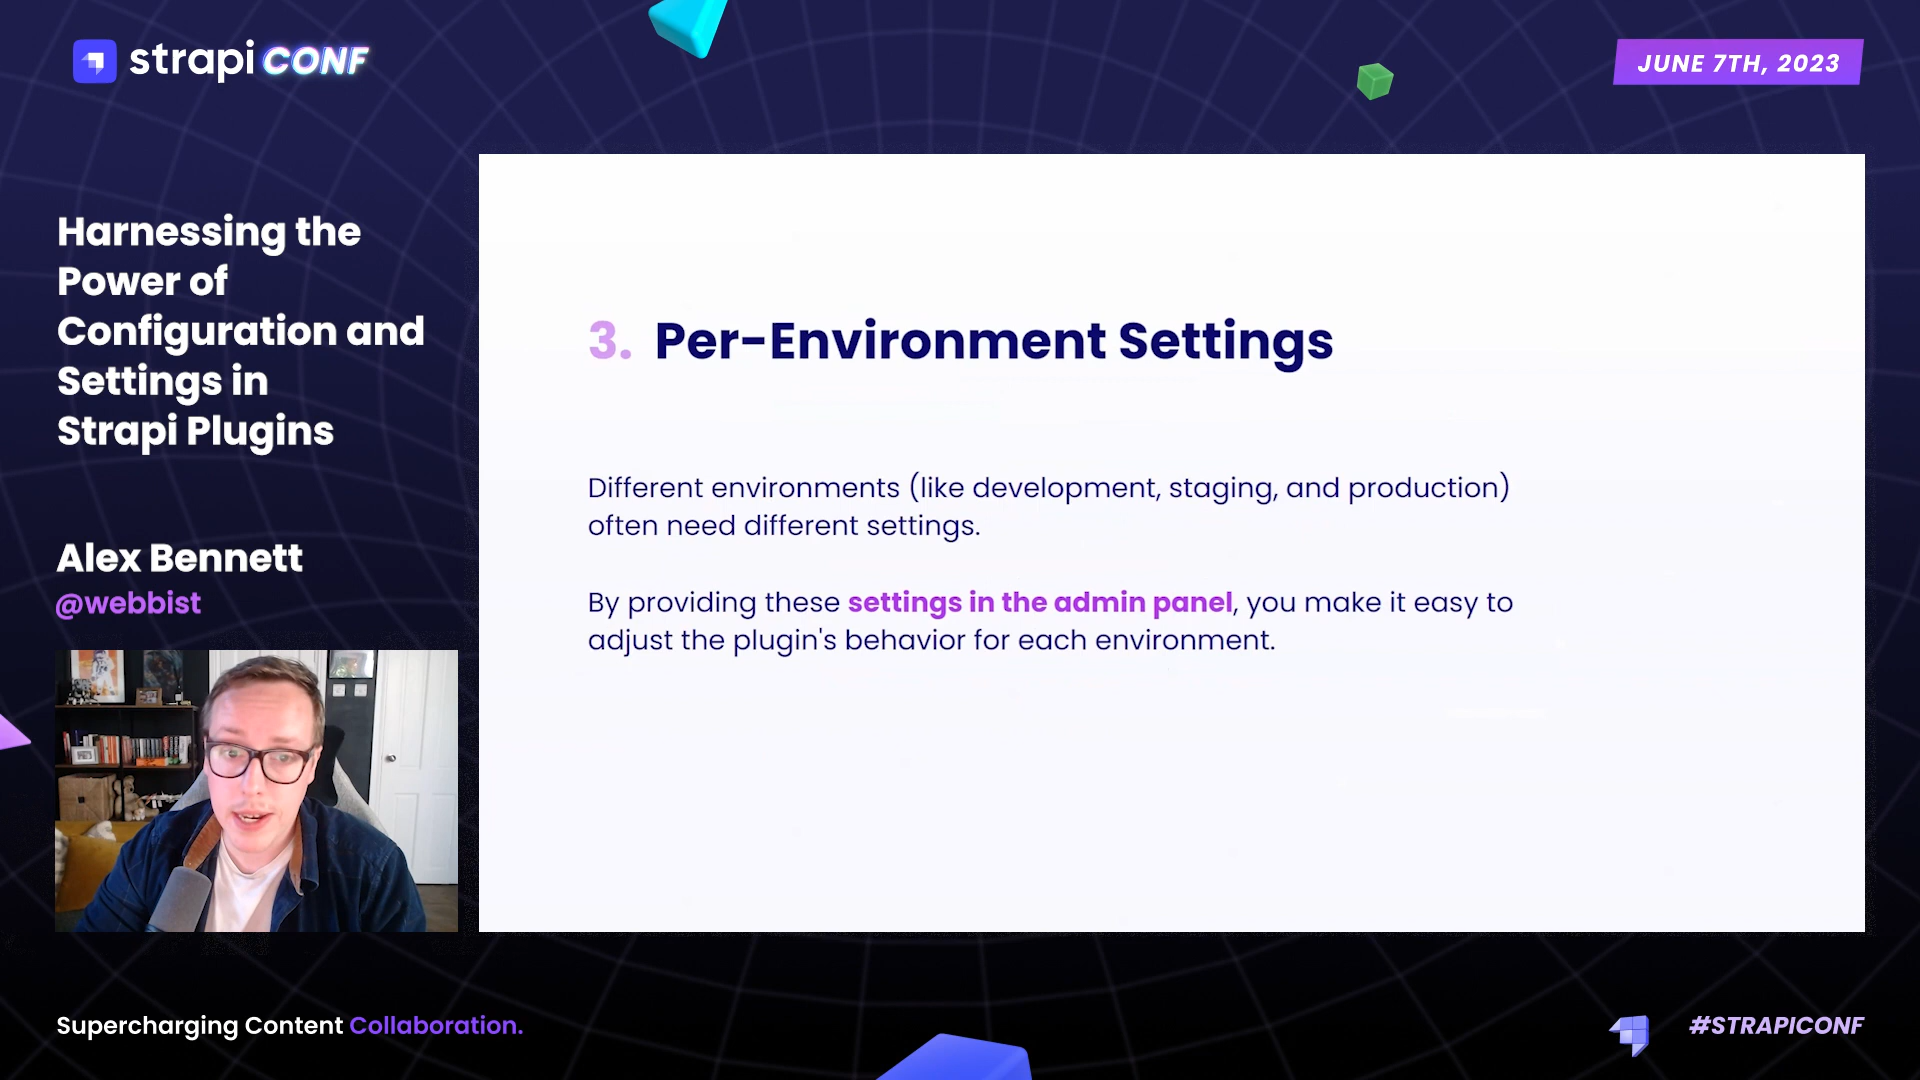 strapi CONF
JUNE 7TH, 2023
Harnessing the
Power of
Configuration and
Settings in
Strapi Plugins
Alex Bennett
@webbist
3. Per-Environment Settings
Different environments (like development, staging, and production)
often need different settings.
By providing these settings in the admin panel, you make it easy to
adjust the plugin's behavior for each environment.
Supercharging Content Collaboration.
#STRAPICONF